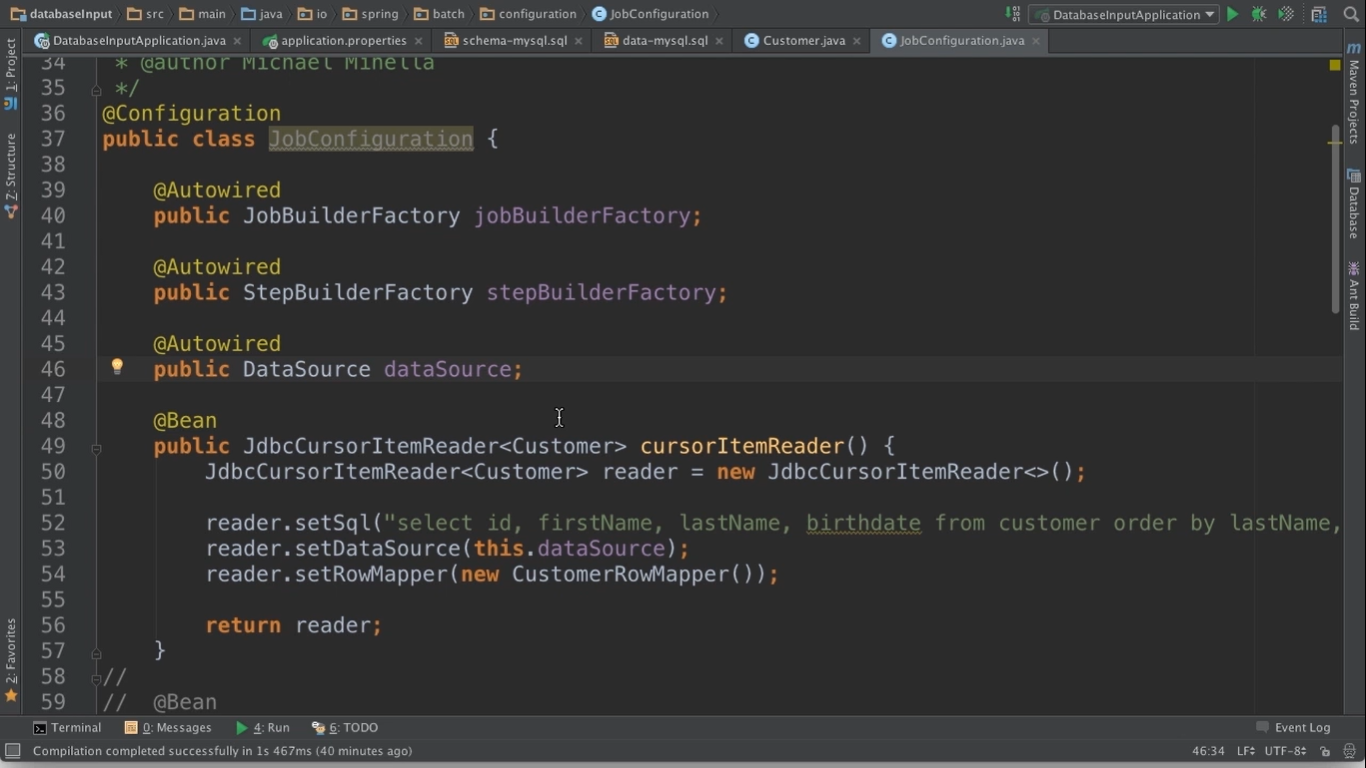 databaseInput src main java io spring batch configuration JobConfiguration DatabaseInputApplication
DatabaseInputApplication.java application.properties schema-mysql.sql data-mysql.sql Customer.java JobConfiguration.java
1: Project
Z: Structure
2: Favorites
Maven Projects
Database
Ant Build
34 * @author Michael Minella
35 */
36 @Configuration
37 public class JobConfiguration {
38
39 @Autowired
40 public JobBuilderFactory jobBuilderFactory;
41
42 @Autowired
43 public StepBuilderFactory stepBuilderFactory;
44
45 @Autowired
46 public DataSource dataSource;
47
48 @Bean
49 public JdbcCursorItemReader<Customer> cursorItemReader() {
50 JdbcCursorItemReader<Customer> reader = new JdbcCursorItemReader<>();
51
52 reader.setSql("select id, firstName, lastName, birthdate from customer order by lastName,
53 reader.setDataSource(this.dataSource);
54 reader.setRowMapper(new CustomerRowMapper());
55
56 return reader;
57 }
58 //
59 // @Bean
Terminal 0: Messages 4: Run 6: TODO Event Log
Compilation completed successfully in 1s 467ms (40 minutes ago) 46:34 LF UTF-8